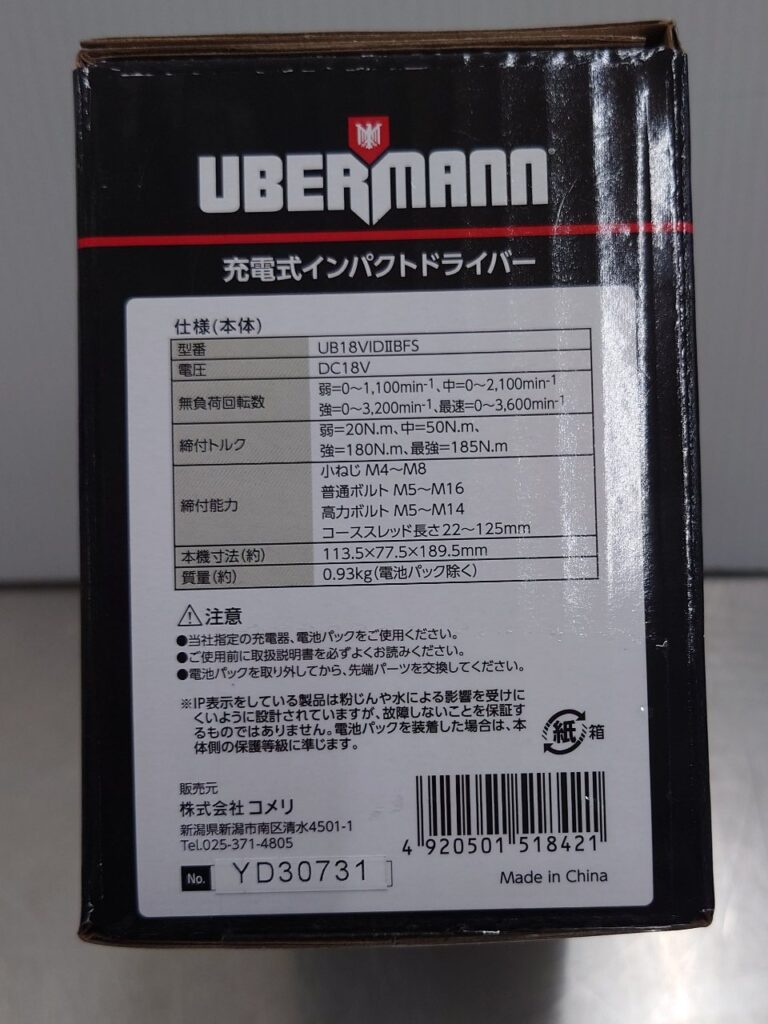 UBERMANN
充電式インパクトドライバー
仕様(本体)
型番 UB18VIDⅡBFS
電圧 DC18V
無負荷回転数 弱=0～1,100min-1、中=0～2,100min-1
強=0～3,200min-1、最速=0～3,600min-1
締付トルク 弱=20N.m、中=50N.m、
強=180N.m、最強=185N.m
締付能力 小ねじ M4～M8
普通ボルト M5～M16
高力ボルト M5～M14
コーススレッド長さ22～125mm
本機寸法(約) 113.5×77.5×189.5mm
質量(約) 0.93kg(電池パック除く)
⚠注意
●当社指定の充電器、電池パックをご使用ください。
●ご使用前に取扱説明書を必ずよくお読みください。
●電池パックを取り外してから、先端パーツを交換してください。
※IP表示をしている製品は粉じんや水による影響を受けに
くいように設計されていますが、故障しないことを保証す
るものではありません。電池パックを装着した場合は、本
体側の保護等級に準じます。
紙 箱
販売元
株式会社 コメリ
新潟県新潟市南区清水4501-1
Tel.025-371-4805
No. YD30731
4 920501 518421
Made in China